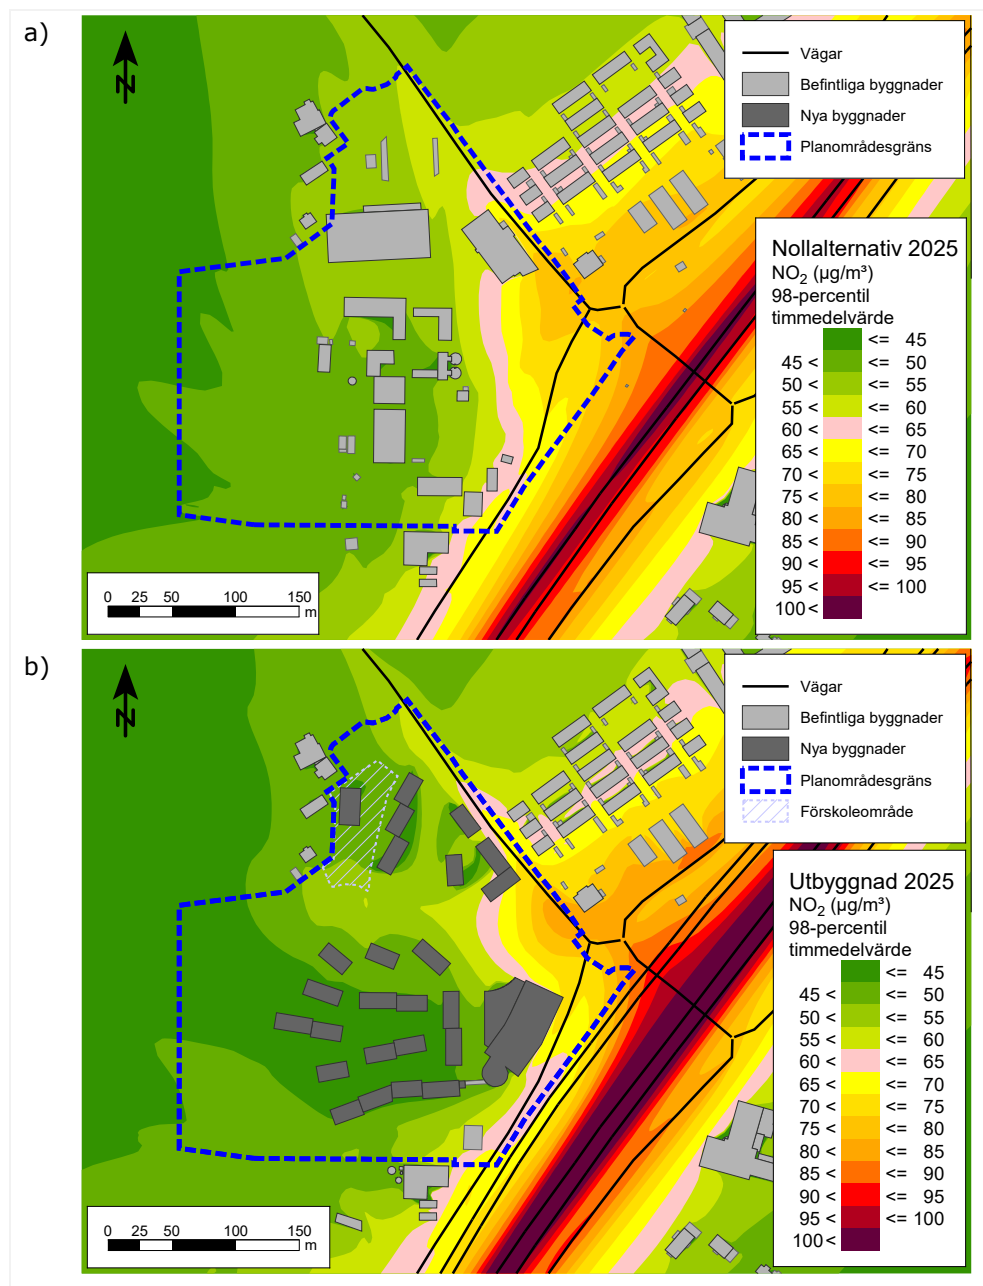 a)
N
Vägar
Befintliga byggnader
Nya byggnader
Planområdesgräns
Nollalternativ 2025
NO2 (µg/m³)
98-percentil
timmedelvärde
<= 45
45 < <= 50
50 < <= 55
55 < <= 60
60 < <= 65
65 < <= 70
70 < <= 75
75 < <= 80
80 < <= 85
85 < <= 90
90 < <= 95
95 < <= 100
100 <
0 25 50 100 150
m
b)
N
Vägar
Befintliga byggnader
Nya byggnader
Planområdesgräns
Förskoleområde
Utbyggnad 2025
NO2 (µg/m³)
98-percentil
timmedelvärde
<= 45
45 < <= 50
50 < <= 55
55 < <= 60
60 < <= 65
65 < <= 70
70 < <= 75
75 < <= 80
80 < <= 85
85 < <= 90
90 < <= 95
95 < <= 100
100 <
0 25 50 100 150
m